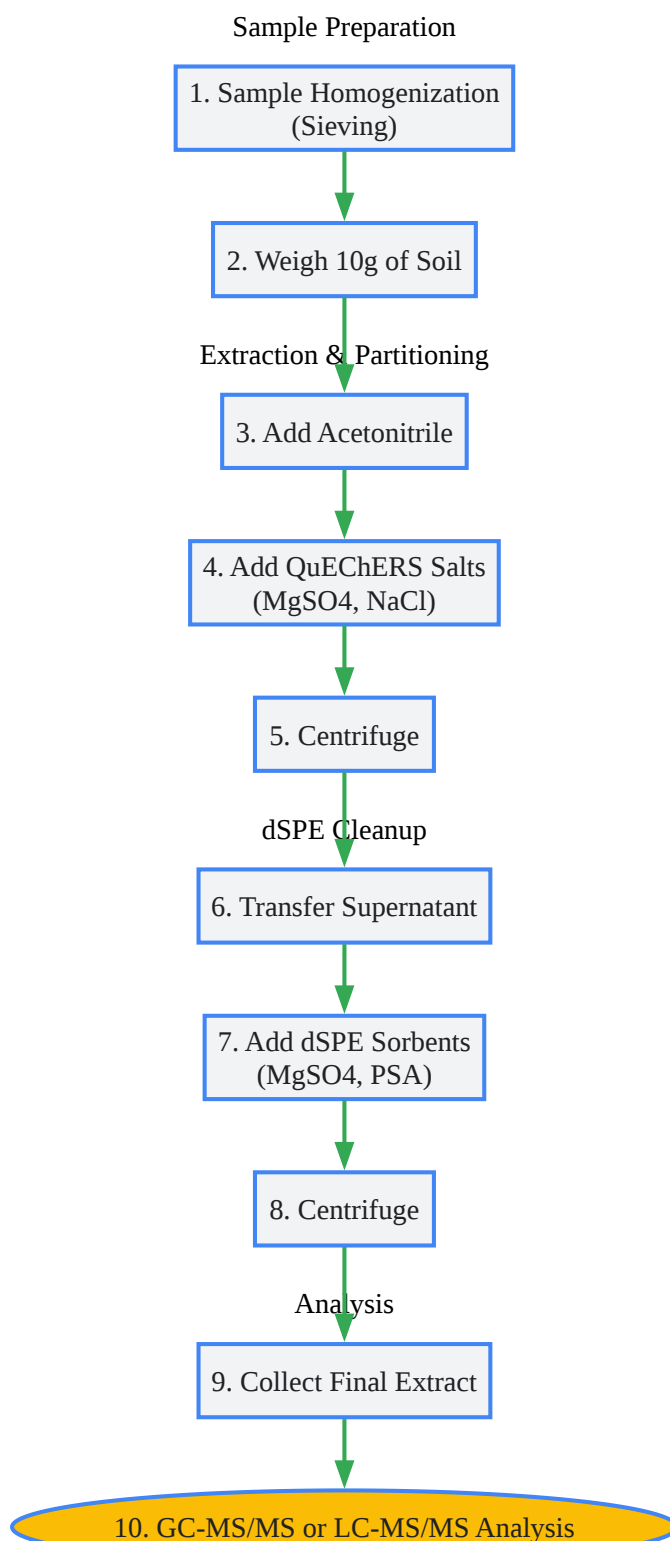 Sample Preparation
1. Sample Homogenization
(Sieving)
2. Weigh 10g of Soil
Extraction & Partitioning
3. Add Acetonitrile
4. Add QuEChERS Salts
(MgSO4, NaCl)
5. Centrifuge
dSPE Cleanup
6. Transfer Supernatant
7. Add dSPE Sorbents
(MgSO4, PSA)
8. Centrifuge
Analysis
9. Collect Final Extract
10. GC-MS/MS or LC-MS/MS Analysis